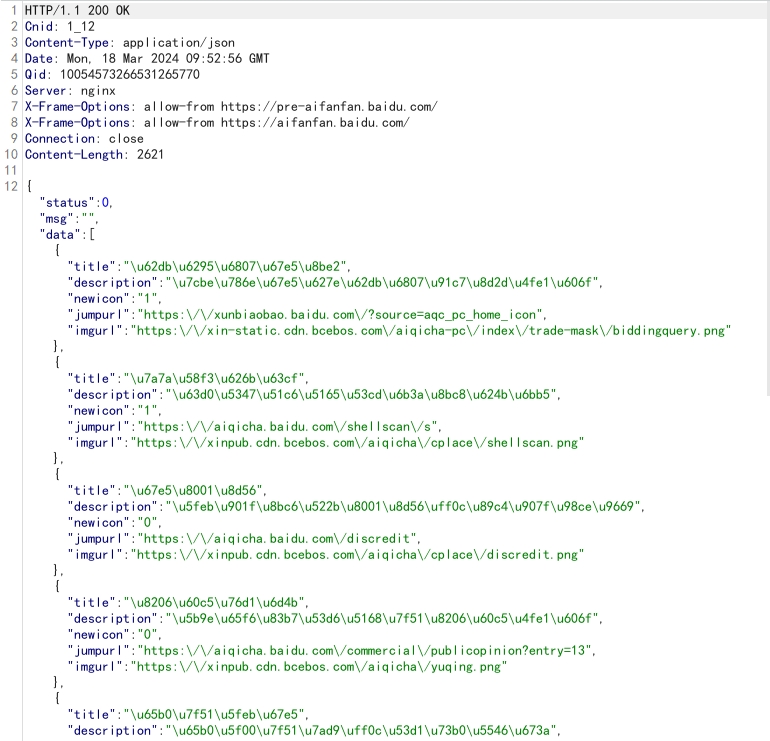 1 HTTP/1.1 200 OK
2 Cnid: 1_12
3 Content-Type: application/json
4 Date: Mon, 18 Mar 2024 09:52:56 GMT
5 Qid: 10054573266531265770
6 Server: nginx
7 X-Frame-Options: allow-from https://pre-aifanfan.baidu.com/
8 X-Frame-Options: allow-from https://aifanfan.baidu.com/
9 Connection: close
10 Content-Length: 2621
11
12 {
"status":0,
"msg":"",
"data":[
{
"title":"\u62db\u6295\u6807\u67e5\u8be2",
"description":"\u7cbe\u786e\u67e5\u627e\u62db\u6807\u91c7\u8d2d\u4fe1\u606f",
"newicon":"1",
"jumpurl":"https:\/\/xunbiaobao.baidu.com\/?source=aqc_pc_home_icon",
"imgurl":"https:\/\/xin-static.cdn.bcebos.com\/aiqicha-pc\/index\/trade-mask\/biddingquery.png"
},
{
"title":"\u7a7a\u58f3\u626b\u63cf",
"description":"\u63d0\u5347\u51c6\u5165\u53cd\u6b3a\u8bc8\u624b\u6bb5",
"newicon":"1",
"jumpurl":"https:\/\/aiqicha.baidu.com\/shellscan\/s",
"imgurl":"https:\/\/xinpub.cdn.bcebos.com\/aiqicha\/cplace\/shellscan.png"
},
{
"title":"\u67e5\u8001\u8d56",
"description":"\u5feb\u901f\u8bc6\u522b\u8001\u8d56\uff0c\u89c4\u907f\u98ce\u9669",
"newicon":"0",
"jumpurl":"https:\/\/aiqicha.baidu.com\/discredit",
"imgurl":"https:\/\/xinpub.cdn.bcebos.com\/aiqicha\/cplace\/discredit.png"
},
{
"title":"\u8206\u60c5\u76d1\u6d4b",
"description":"\u5b9e\u65f6\u83b7\u53d6\u5168\u7f51\u8206\u60c5\u4fe1\u606f",
"newicon":"0",
"jumpurl":"https:\/\/aiqicha.baidu.com\/commercial\/publicopinion?entry=13",
"imgurl":"https:\/\/xinpub.cdn.bcebos.com\/aiqicha\/yuqing.png"
},
{
"title":"\u65b0\u7f51\u5feb\u67e5",
"description":"\u65b0\u5f00\u7f51\u7ad9\uff0c\u53d1\u73b0\u5546\u673a",